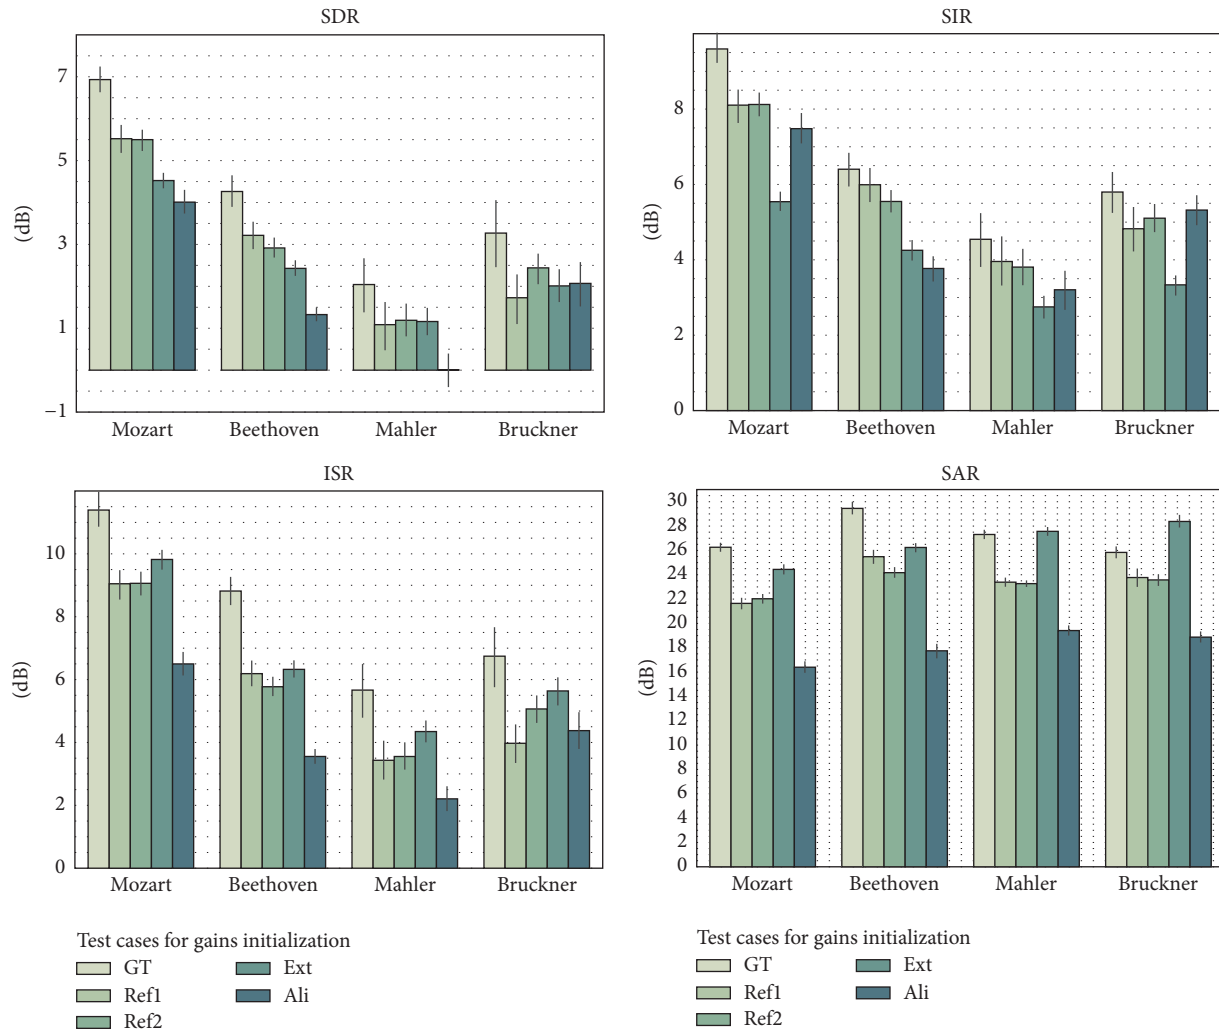 SDR
(dB)
7
5
3
1
−1
Mozart Beethoven Mahler Bruckner
SIR
(dB)
8
6
4
2
0
Mozart Beethoven Mahler Bruckner
ISR
(dB)
10
8
6
4
2
0
Mozart Beethoven Mahler Bruckner
SAR
(dB)
30
28
26
24
22
20
18
16
14
12
10
8
6
4
2
0
Mozart Beethoven Mahler Bruckner
Test cases for gains initialization
GT Ext
Ref1 Ali
Ref2
Test cases for gains initialization
GT Ext
Ref1 Ali
Ref2